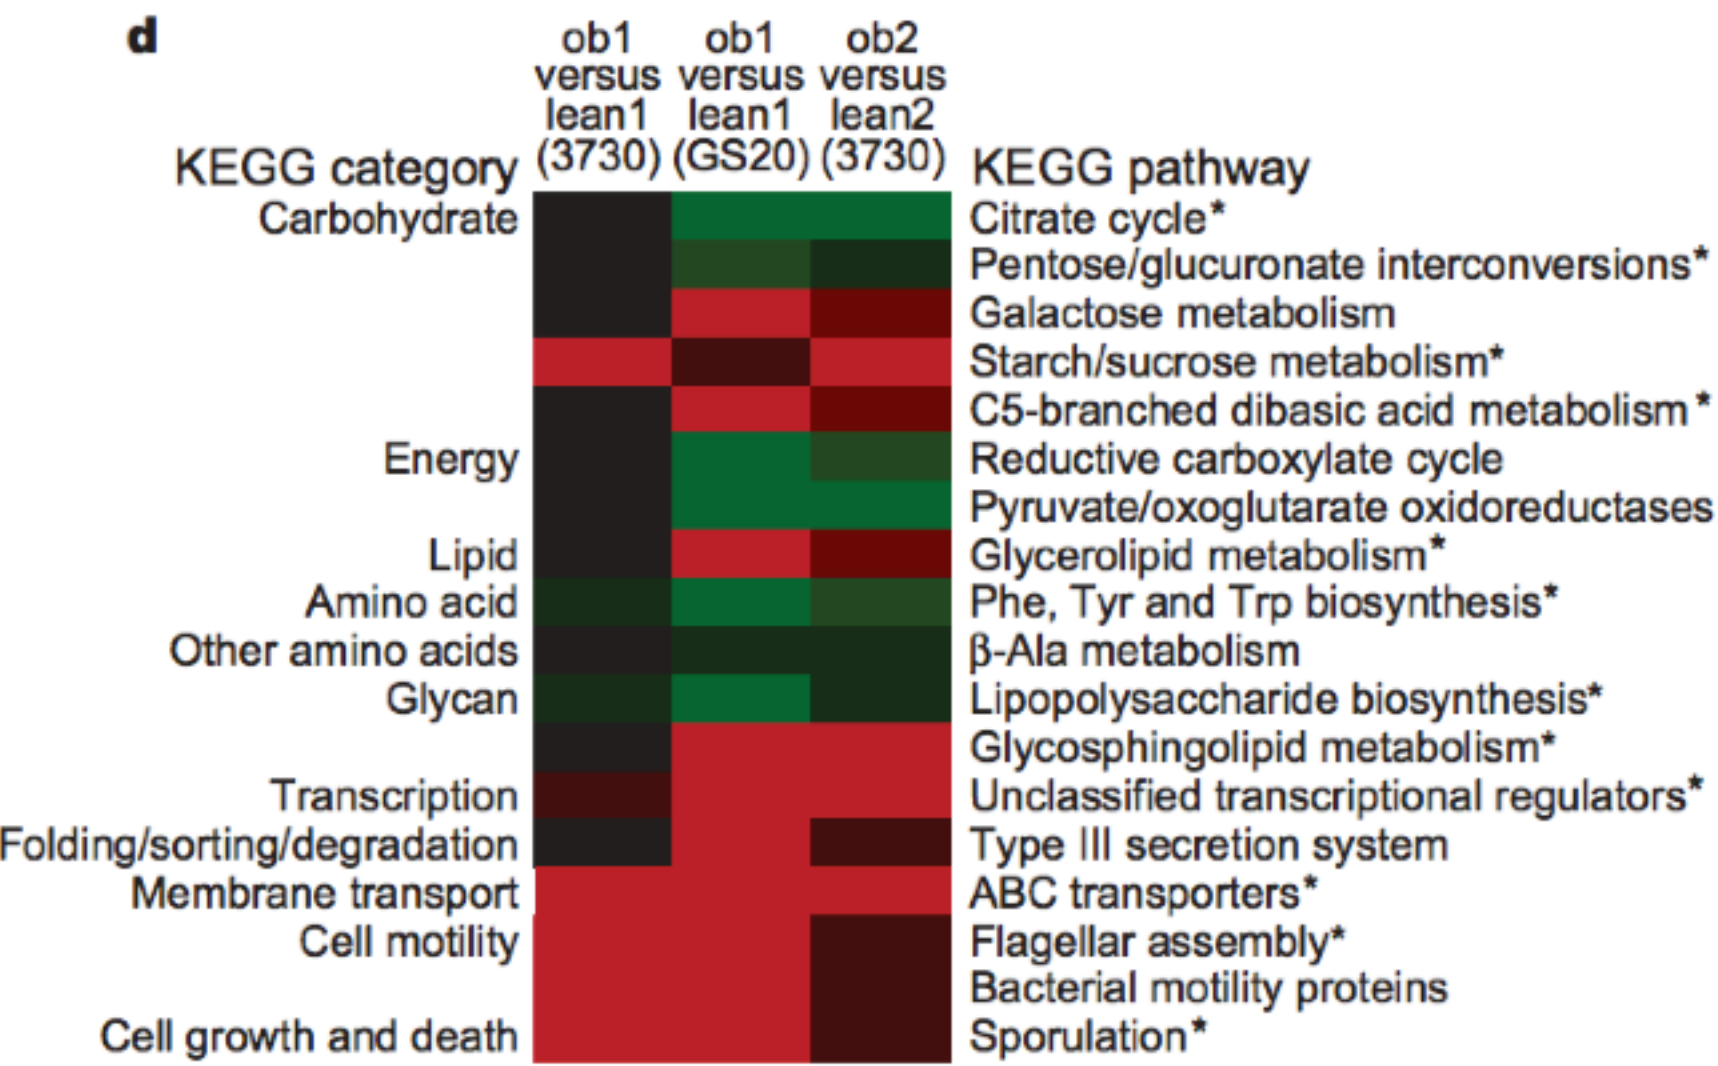 d
ob1 ob1 ob2
versus versus versus
lean1 lean1 lean2
KEGG category (3730) (GS20) (3730) KEGG pathway
Carbohydrate Citrate cycle*
Pentose/glucuronate interconversions*
Galactose metabolism
Starch/sucrose metabolism*
C5-branched dibasic acid metabolism*
Energy Reductive carboxylate cycle
Pyruvate/oxoglutarate oxidoreductases
Lipid Glycerolipid metabolism*
Amino acid Phe, Tyr and Trp biosynthesis*
Other amino acids β-Ala metabolism
Glycan Lipopolysaccharide biosynthesis*
Glycosphingolipid metabolism*
Transcription Unclassified transcriptional regulators*
Folding/sorting/degradation Type III secretion system
Membrane transport ABC transporters*
Cell motility Flagellar assembly*
Bacterial motility proteins
Cell growth and death Sporulation*